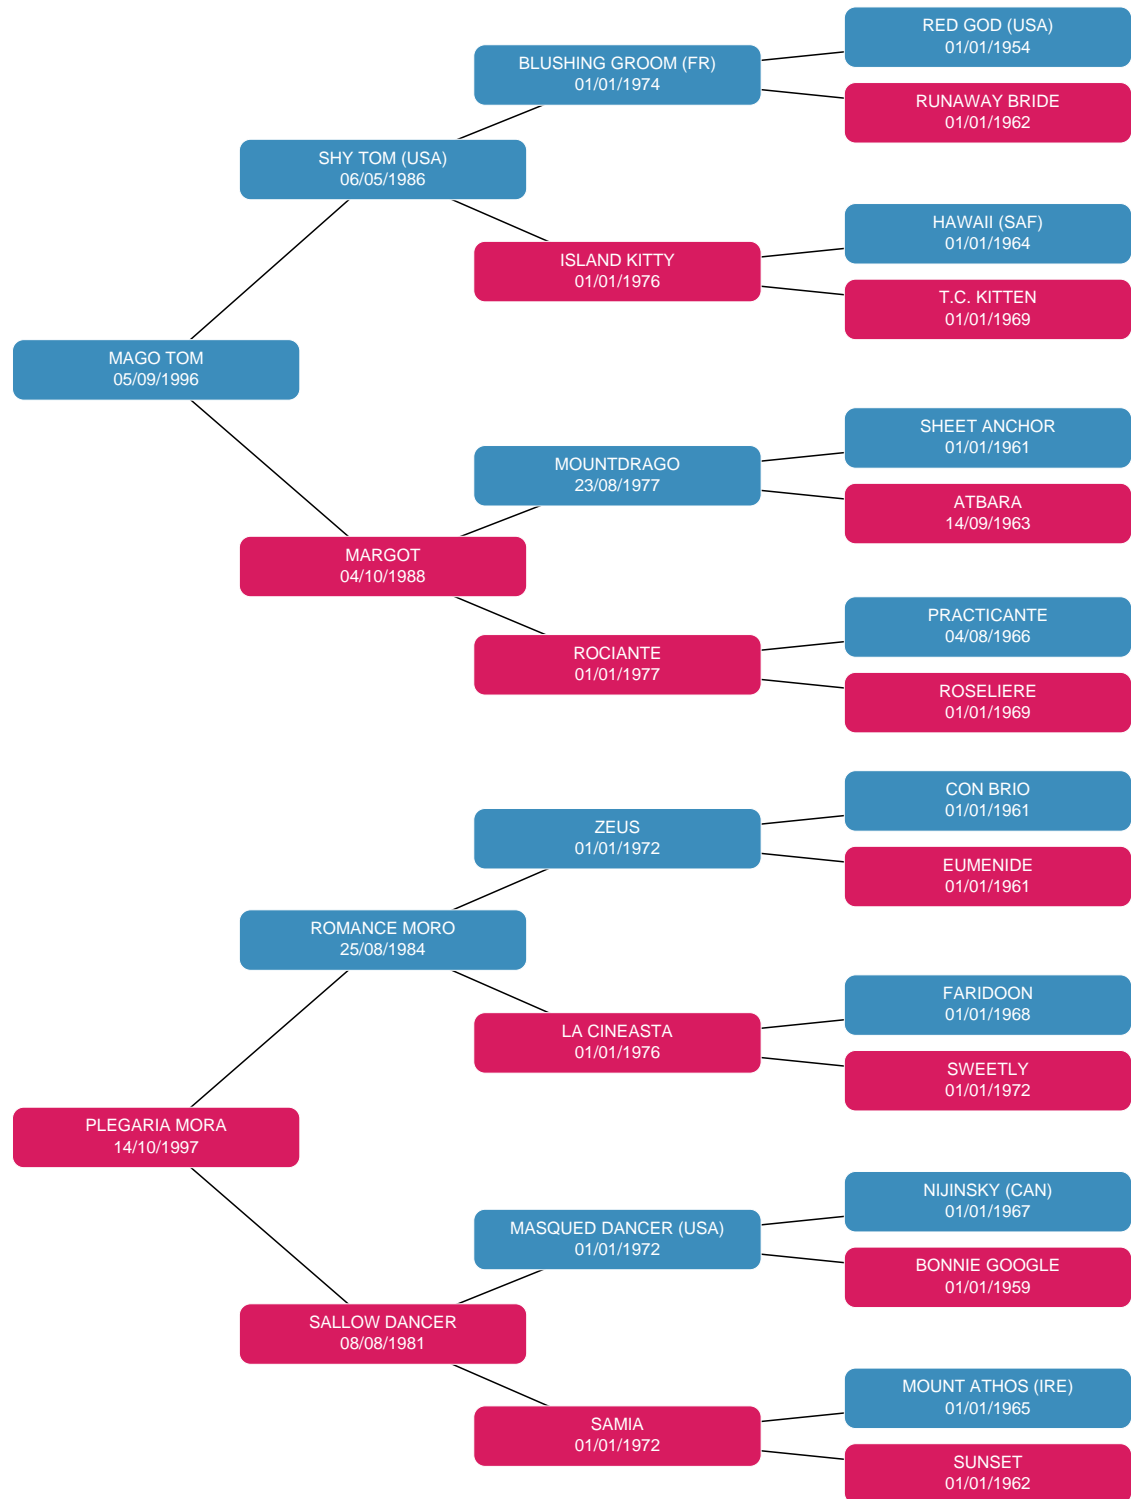 RED GOD (USA)
01/01/1954
BLUSHING GROOM (FR)
01/01/1974
RUNAWAY BRIDE
01/01/1962
SHY TOM (USA)
06/05/1986
HAWAII (SAF)
01/01/1964
ISLAND KITTY
01/01/1976
T.C. KITTEN
01/01/1969
MAGO TOM
05/09/1996
SHEET ANCHOR
01/01/1961
MOUNTDRAGO
23/08/1977
ATBARA
14/09/1963
MARGOT
04/10/1988
PRACTICANTE
04/08/1966
ROCIANTE
01/01/1977
ROSELIERE
01/01/1969
CON BRIO
01/01/1961
ZEUS
01/01/1972
EUMENIDE
01/01/1961
ROMANCE MORO
25/08/1984
FARIDOON
01/01/1968
LA CINEASTA
01/01/1976
SWEETLY
01/01/1972
PLEGARIA MORA
14/10/1997
NIJINSKY (CAN)
01/01/1967
MASQUED DANCER (USA)
01/01/1972
BONNIE GOOGLE
01/01/1959
SALLOW DANCER
08/08/1981
MOUNT ATHOS (IRE)
01/01/1965
SAMIA
01/01/1972
SUNSET
01/01/1962